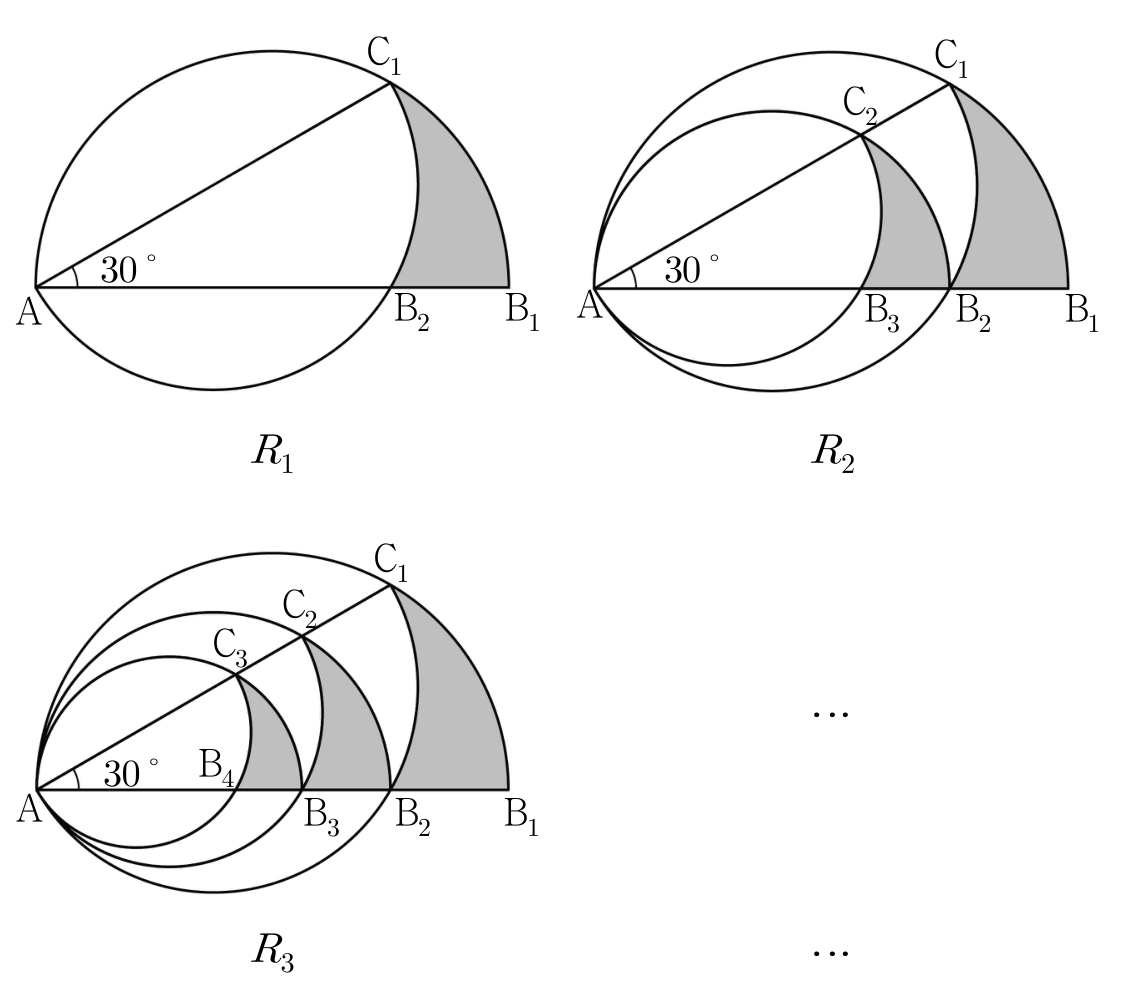 C₁
30°
A
B₂
B₁
R₁
C₁
C₂
30°
A
B₃
B₂
B₁
R₂
C₁
C₂
C₃
30°
B₄
A
B₃
B₂
B₁
R₃
...
...